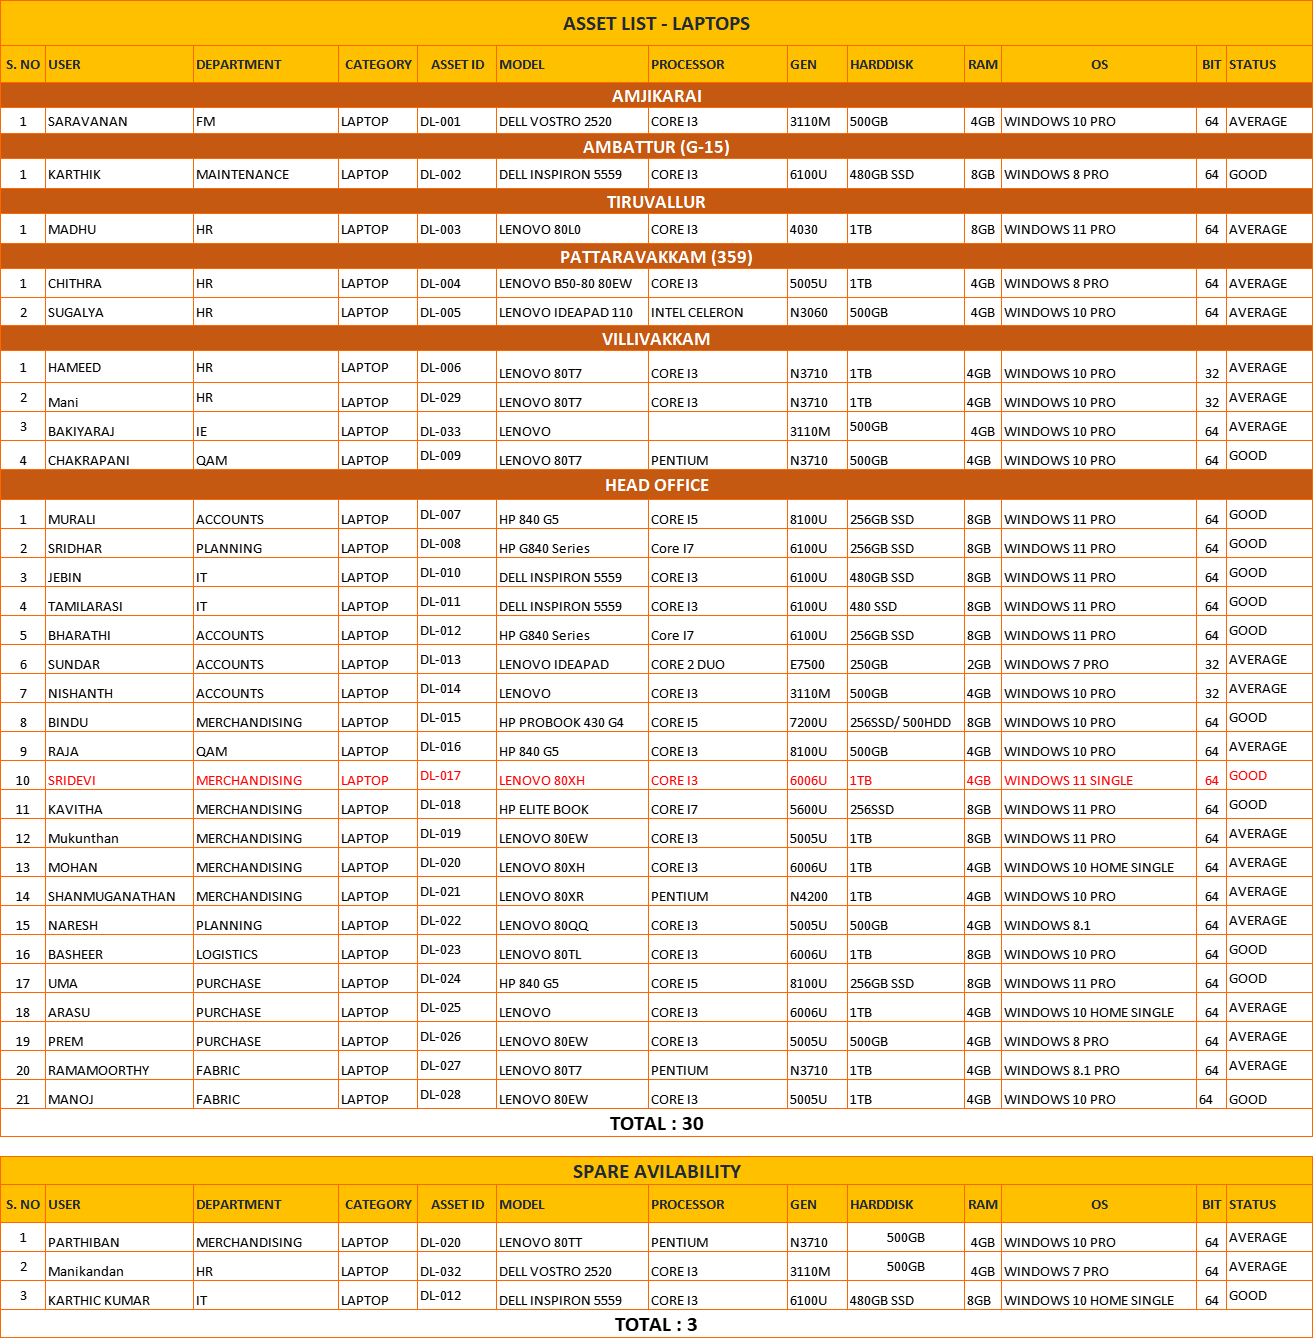 ASSET LIST - LAPTOPS
S. NO USER DEPARTMENT CATEGORY ASSET ID MODEL PROCESSOR GEN HARDDISK RAM OS BIT STATUS
AMJIKARAI
1 SARAVANAN FM LAPTOP DL-001 DELL VOSTRO 2520 CORE I3 3110M 500GB 4GB WINDOWS 10 PRO 64 AVERAGE
AMBATTUR (G-15)
1 KARTHIK MAINTENANCE LAPTOP DL-002 DELL INSPIRON 5559 CORE I3 6100U 480GB SSD 8GB WINDOWS 8 PRO 64 GOOD
TIRUVALLUR
1 MADHU HR LAPTOP DL-003 LENOVO 80L0 CORE I3 4030 1TB 8GB WINDOWS 11 PRO 64 AVERAGE
PATTARAVAKKAM (359)
1 CHITHRA HR LAPTOP DL-004 LENOVO B50-80 80EW CORE I3 5005U 1TB 4GB WINDOWS 8 PRO 64 AVERAGE
2 SUGALYA HR LAPTOP DL-005 LENOVO IDEAPAD 110 INTEL CELERON N3060 500GB 4GB WINDOWS 10 PRO 64 AVERAGE
VILLIVAKKAM
1 HAMEED HR LAPTOP DL-006 LENOVO 80T7 CORE I3 N3710 1TB 4GB WINDOWS 10 PRO 32 AVERAGE
2 Mani HR LAPTOP DL-029 LENOVO 80T7 CORE I3 N3710 1TB 4GB WINDOWS 10 PRO 32 AVERAGE
3 BAKIYARAJ IE LAPTOP DL-033 LENOVO 3110M 500GB 4GB WINDOWS 10 PRO 64 AVERAGE
4 CHAKRAPANI QAM LAPTOP DL-009 LENOVO 80T7 PENTIUM N3710 500GB 4GB WINDOWS 10 PRO 64 GOOD
HEAD OFFICE
1 MURALI ACCOUNTS LAPTOP DL-007 HP 840 G5 CORE I5 8100U 256GB SSD 8GB WINDOWS 11 PRO 64 GOOD
2 SRIDHAR PLANNING LAPTOP DL-008 HP G840 Series Core I7 6100U 256GB SSD 8GB WINDOWS 11 PRO 64 GOOD
3 JEBIN IT LAPTOP DL-010 DELL INSPIRON 5559 CORE I3 6100U 480GB SSD 8GB WINDOWS 11 PRO 64 GOOD
4 TAMILARASI IT LAPTOP DL-011 DELL INSPIRON 5559 CORE I3 6100U 480 SSD 8GB WINDOWS 11 PRO 64 GOOD
5 BHARATHI ACCOUNTS LAPTOP DL-012 HP G840 Series Core I7 6100U 256GB SSD 8GB WINDOWS 11 PRO 64 GOOD
6 SUNDAR ACCOUNTS LAPTOP DL-013 LENOVO IDEAPAD CORE 2 DUO E7500 250GB 2GB WINDOWS 7 PRO 32 AVERAGE
7 NISHANTH ACCOUNTS LAPTOP DL-014 LENOVO CORE I3 3110M 500GB 4GB WINDOWS 10 PRO 32 AVERAGE
8 BINDU MERCHANDISING LAPTOP DL-015 HP PROBOOK 430 G4 CORE I5 7200U 256SSD/ 500HDD 8GB WINDOWS 10 PRO 64 GOOD
9 RAJA QAM LAPTOP DL-016 HP 840 G5 CORE I3 8100U 500GB 4GB WINDOWS 10 PRO 64 AVERAGE
10 SRIDEVI MERCHANDISING LAPTOP DL-017 LENOVO 80XH CORE I3 6006U 1TB 4GB WINDOWS 11 SINGLE 64 GOOD
11 KAVITHA MERCHANDISING LAPTOP DL-018 HP ELITE BOOK CORE I7 5600U 256SSD 8GB WINDOWS 11 PRO 64 GOOD
12 Mukunthan MERCHANDISING LAPTOP DL-019 LENOVO 80EW CORE I3 5005U 1TB 8GB WINDOWS 11 PRO 64 AVERAGE
13 MOHAN MERCHANDISING LAPTOP DL-020 LENOVO 80XH CORE I3 6006U 1TB 4GB WINDOWS 10 HOME SINGLE 64 AVERAGE
14 SHANMUGANATHAN MERCHANDISING LAPTOP DL-021 LENOVO 80XR PENTIUM N4200 1TB 4GB WINDOWS 10 PRO 64 AVERAGE
15 NARESH PLANNING LAPTOP DL-022 LENOVO 80QQ CORE I3 5005U 500GB 4GB WINDOWS 8.1 64 AVERAGE
16 BASHEER LOGISTICS LAPTOP DL-023 LENOVO 80TL CORE I3 6006U 1TB 8GB WINDOWS 10 PRO 64 GOOD
17 UMA PURCHASE LAPTOP DL-024 HP 840 G5 CORE I5 8100U 256GB SSD 8GB WINDOWS 11 PRO 64 GOOD
18 ARASU PURCHASE LAPTOP DL-025 LENOVO CORE I3 6006U 1TB 4GB WINDOWS 10 HOME SINGLE 64 AVERAGE
19 PREM PURCHASE LAPTOP DL-026 LENOVO 80EW CORE I3 5005U 500GB 4GB WINDOWS 8 PRO 64 AVERAGE
20 RAMAMOORTHY FABRIC LAPTOP DL-027 LENOVO 80T7 PENTIUM N3710 1TB 4GB WINDOWS 8.1 PRO 64 AVERAGE
21 MANOJ FABRIC LAPTOP DL-028 LENOVO 80EW CORE I3 5005U 1TB 4GB WINDOWS 10 PRO 64 GOOD
TOTAL : 30
SPARE AVILABILITY
S. NO USER DEPARTMENT CATEGORY ASSET ID MODEL PROCESSOR GEN HARDDISK RAM OS BIT STATUS
1 PARTHIBAN MERCHANDISING LAPTOP DL-020 LENOVO 80TT PENTIUM N3710 500GB 4GB WINDOWS 10 PRO 64 AVERAGE
2 Manikandan HR LAPTOP DL-032 DELL VOSTRO 2520 CORE I3 3110M 500GB 4GB WINDOWS 7 PRO 64 AVERAGE
3 KARTHIC KUMAR IT LAPTOP DL-012 DELL INSPIRON 5559 CORE I3 6100U 480GB SSD 8GB WINDOWS 10 HOME SINGLE 64 GOOD
TOTAL : 3